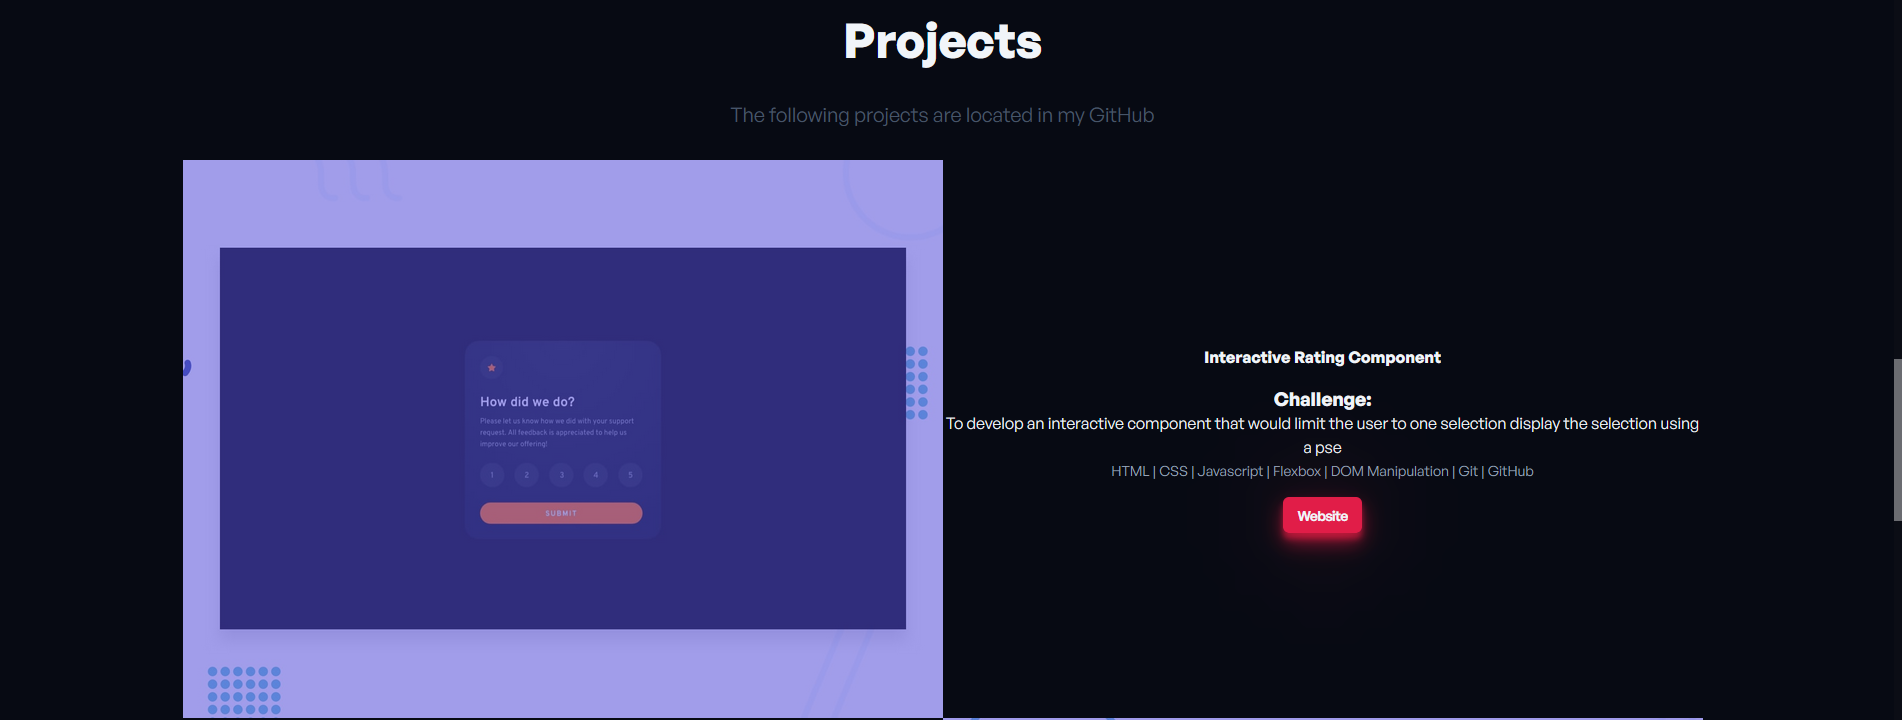 Projects
The following projects are located in my GitHub
How did we do?
Please let us know how we did with your support
request. All feedback is appreciated to help us
improve our offering!
1 2 3 4 5
SUBMIT
Interactive Rating Component
Challenge:
To develop an interactive component that would limit the user to one selection display the selection using
a pse
HTML | CSS | Javascript | Flexbox | DOM Manipulation | Git | GitHub
Website